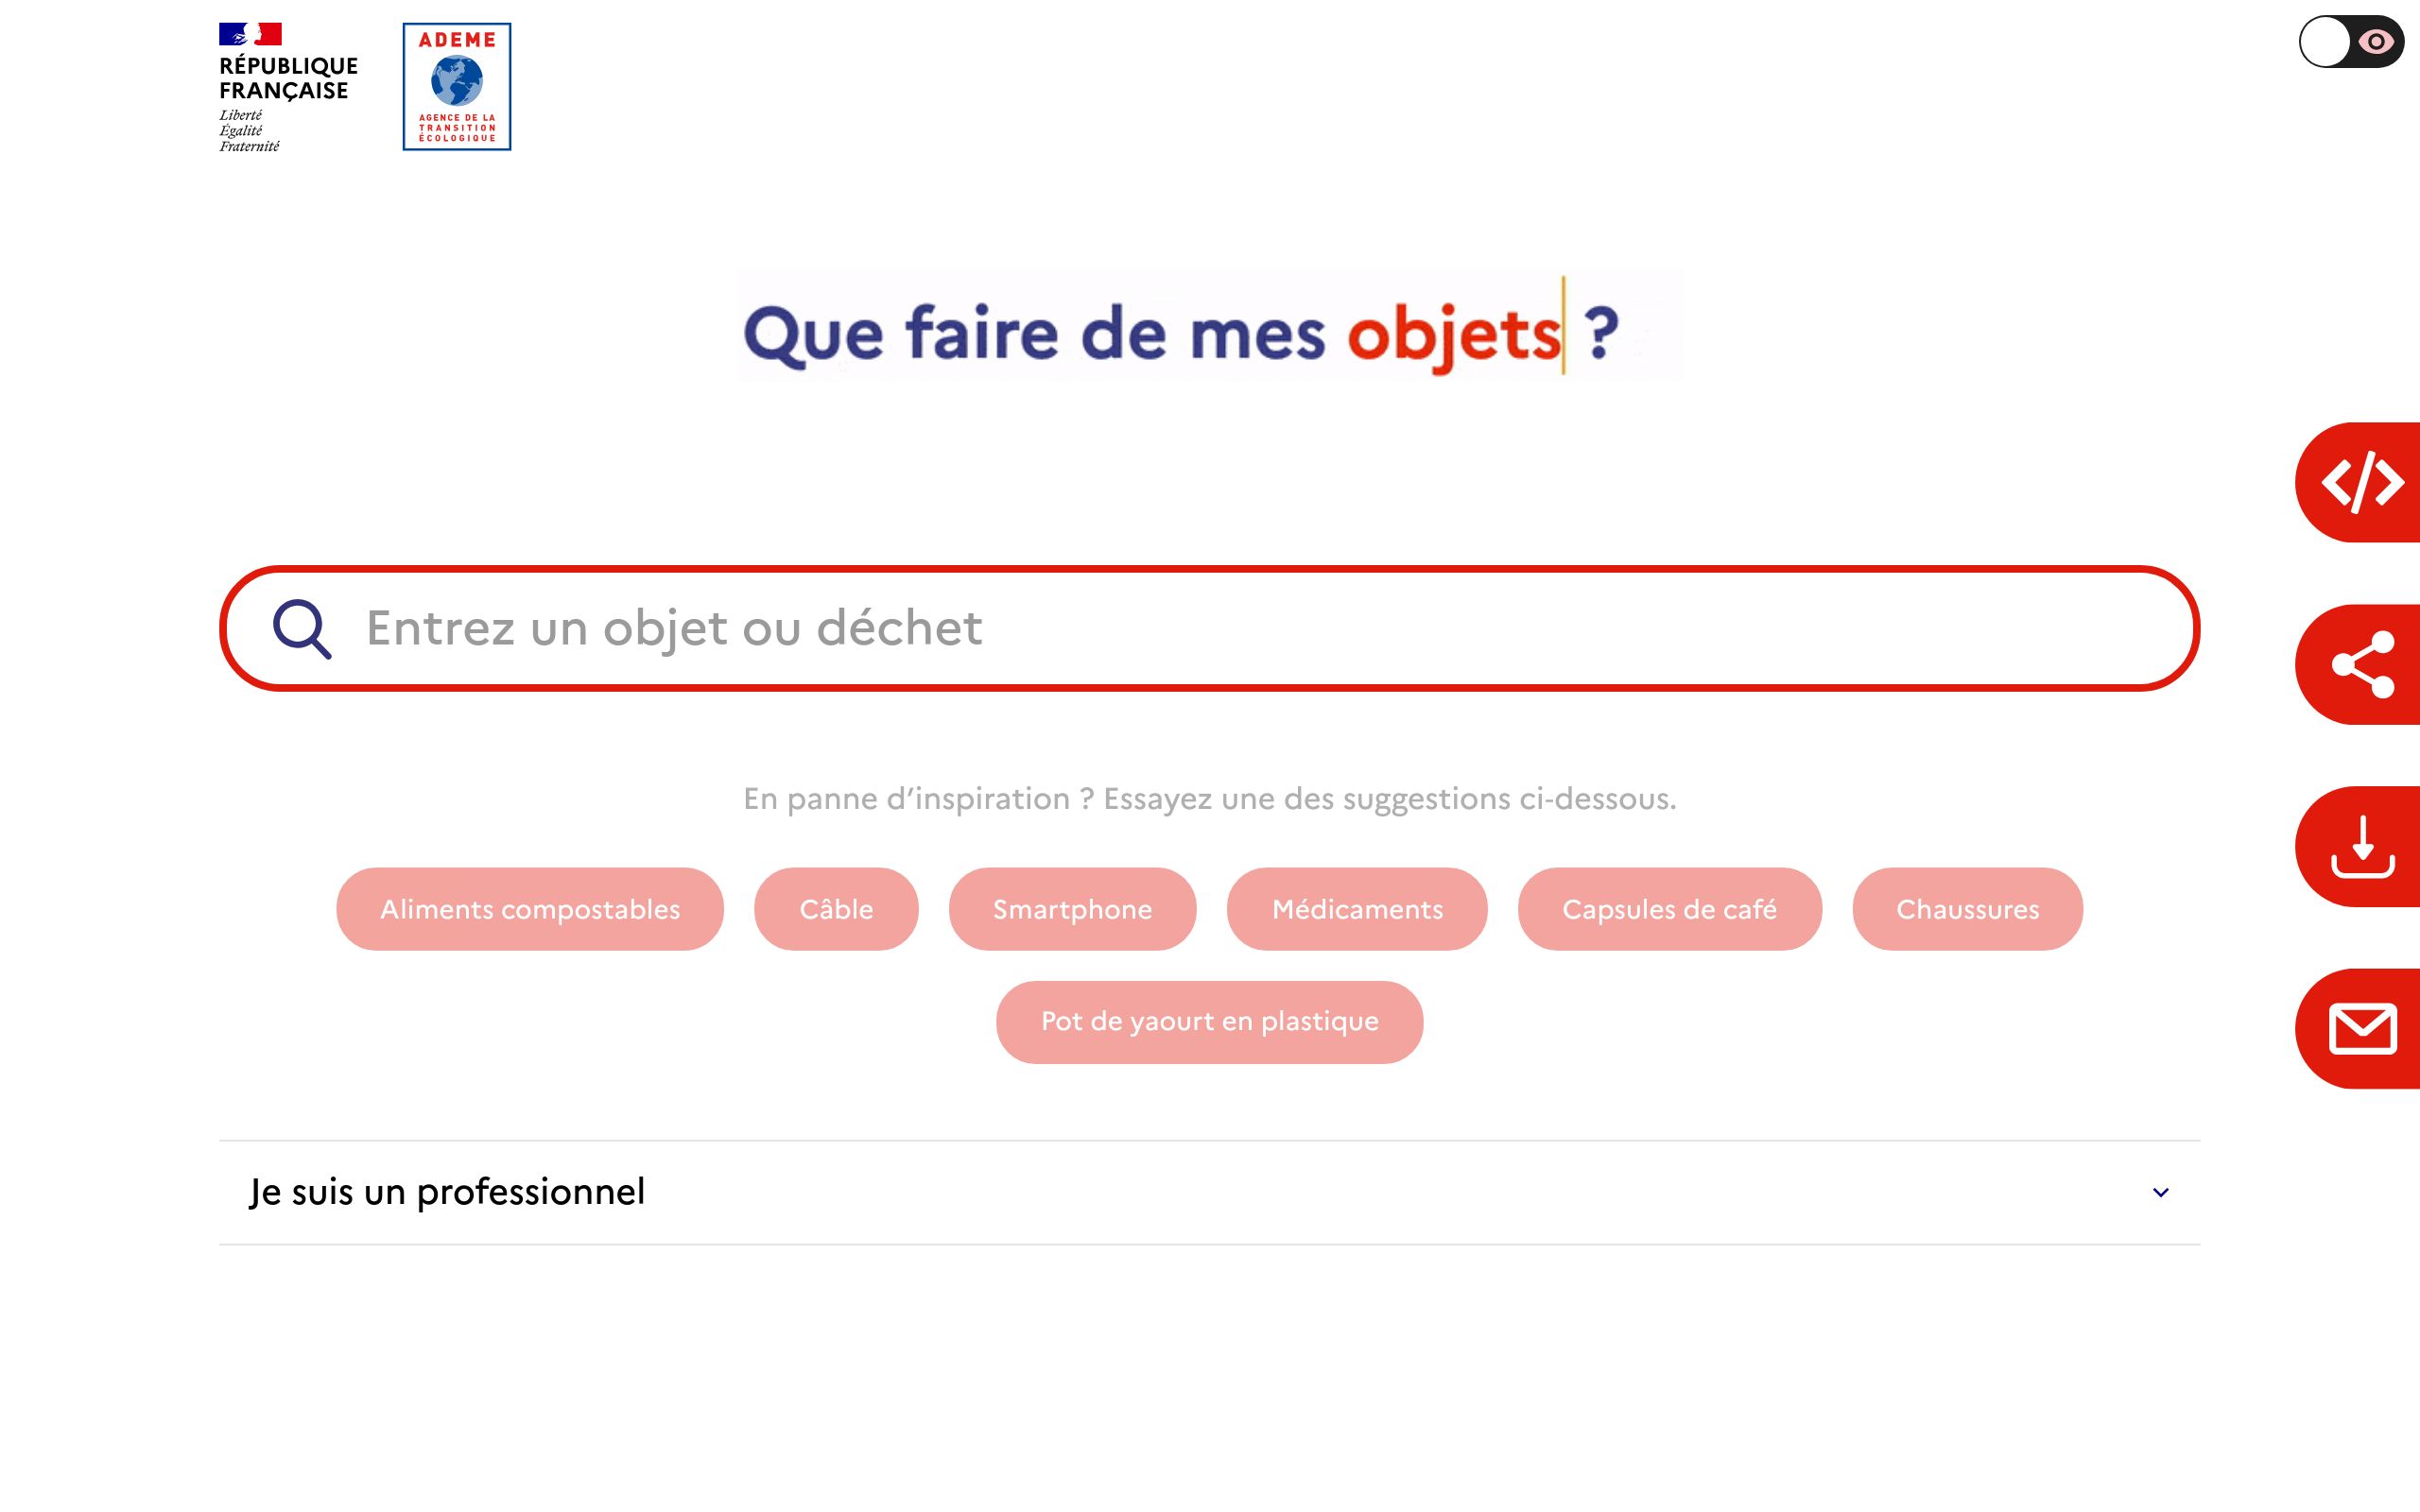 RÉPUBLIQUE
FRANÇAISE
Liberté
Égalité
Fraternité
ADEME
AGENCE DE LA
TRANSITION
ÉCOLOGIQUE
Que faire de mes objets ?
Entrez un objet ou déchet
En panne d’inspiration ? Essayez une des suggestions ci-dessous.
Aliments compostables Câble Smartphone Médicaments Capsules de café Chaussures
Pot de yaourt en plastique
Je suis un professionnel